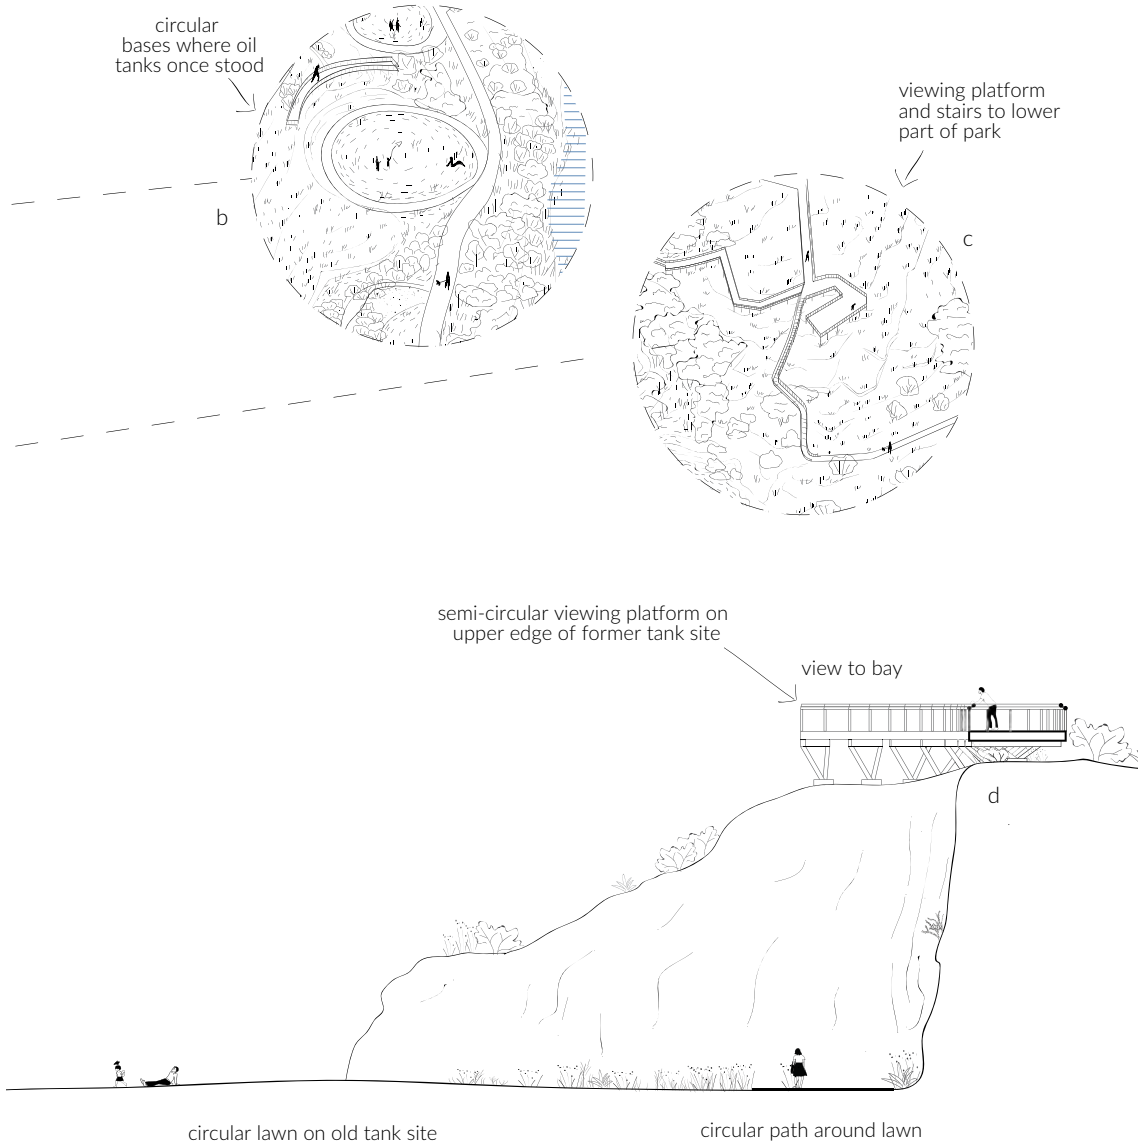 circular
bases where oil
tanks once stood
viewing platform
and stairs to lower
part of park
b
c
semi-circular viewing platform on
upper edge of former tank site
view to bay
d
circular lawn on old tank site
circular path around lawn